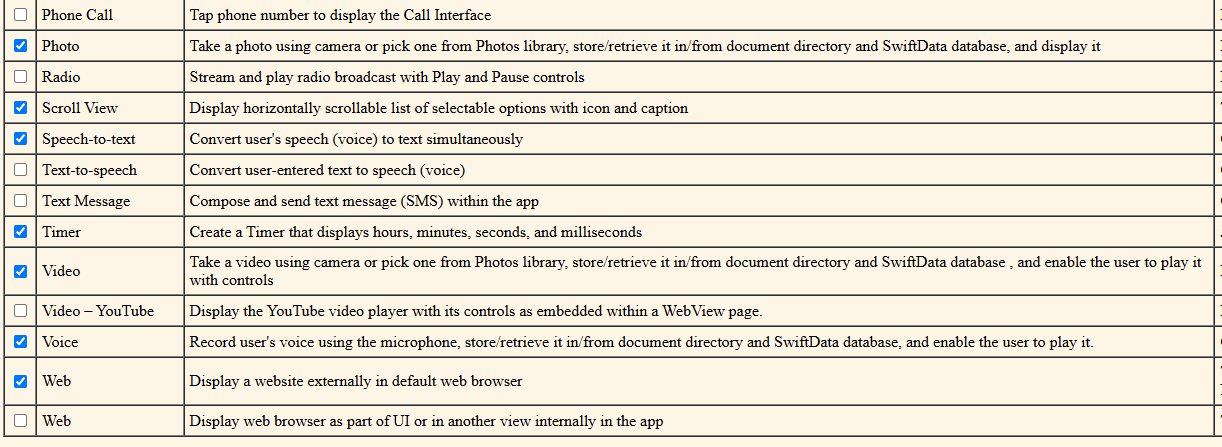 Phone Call Tap phone number to display the Call Interface
Photo Take a photo using camera or pick one from Photos library, store/retrieve it in/from document directory and SwiftData database, and display it
Radio Stream and play radio broadcast with Play and Pause controls
Scroll View Display horizontally scrollable list of selectable options with icon and caption
Speech-to-text Convert user's speech (voice) to text simultaneously
Text-to-speech Convert user-entered text to speech (voice)
Text Message Compose and send text message (SMS) within the app
Timer Create a Timer that displays hours, minutes, seconds, and milliseconds
Video Take a video using camera or pick one from Photos library, store/retrieve it in/from document directory and SwiftData database , and enable the user to play it
with controls
Video – YouTube Display the YouTube video player with its controls as embedded within a WebView page.
Voice Record user's voice using the microphone, store/retrieve it in/from document directory and SwiftData database, and enable the user to play it.
Web Display a website externally in default web browser
Web Display web browser as part of UI or in another view internally in the app